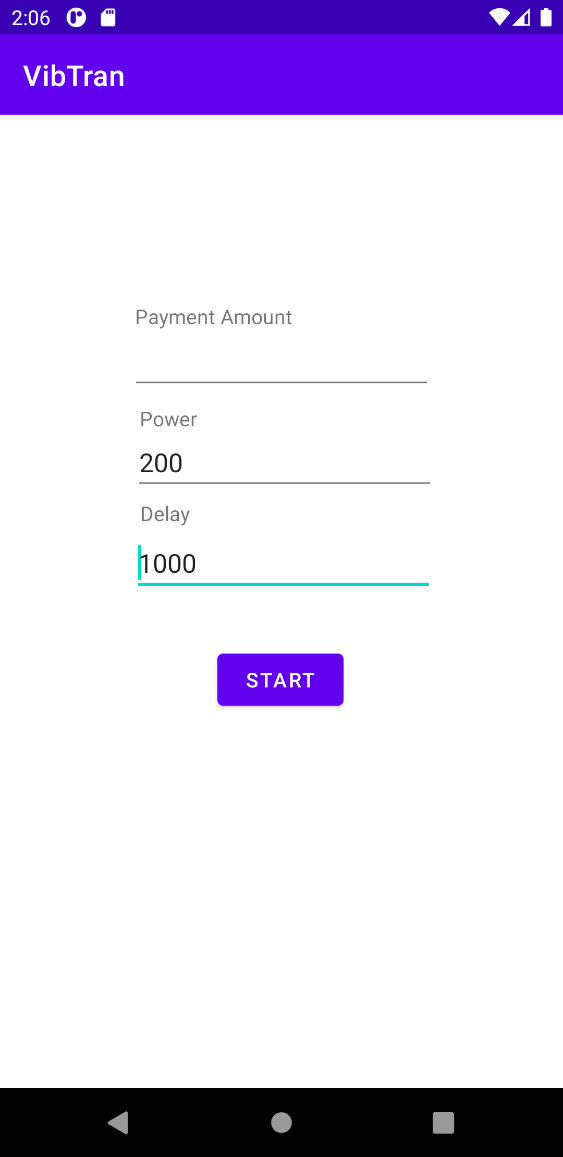 2:06
VibTran
Payment Amount
Power
200
Delay
1000
START